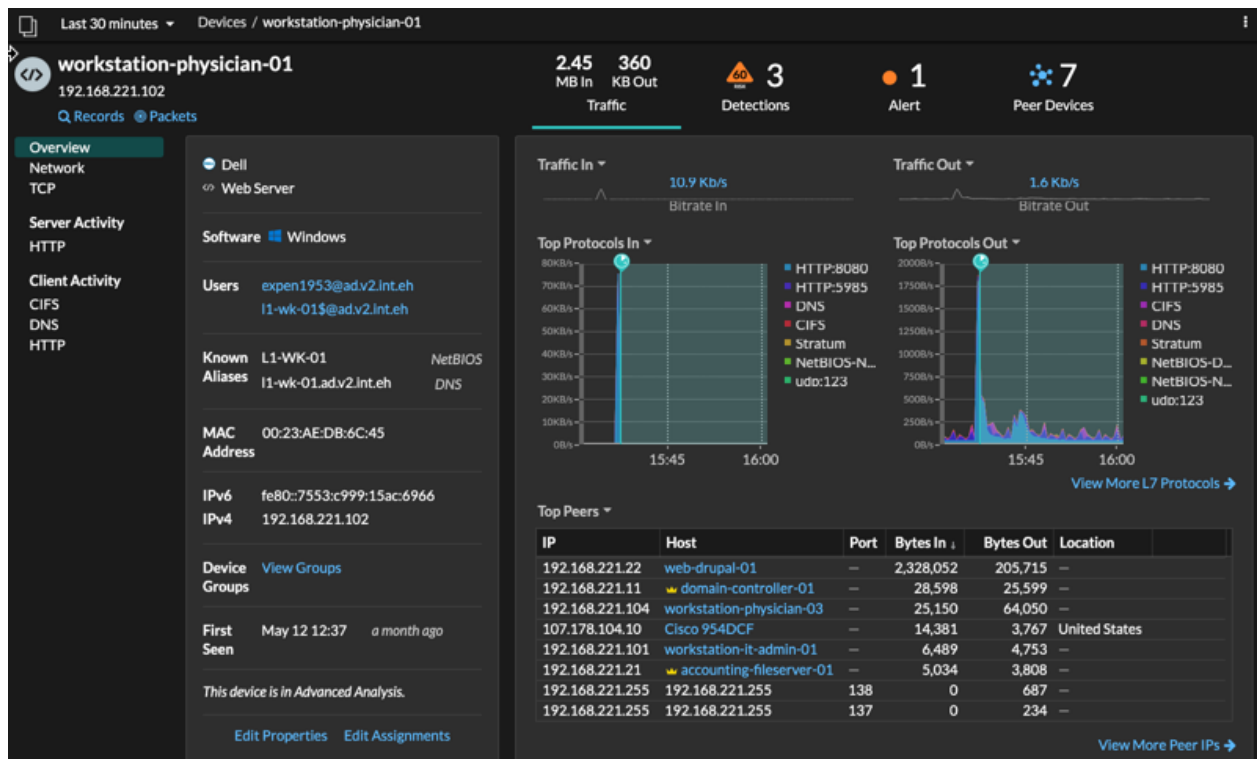 Last 30 minutes Devices / workstation-physician-01
workstation-physician-01
192.168.221.102
Records Packets
2.45 360
MB In KB Out
Traffic
60
RISK
3
Detections
1
Alert
7
Peer Devices
Overview
Network
TCP
Server Activity
HTTP
Client Activity
CIFS
DNS
HTTP
Dell
Web Server
Software Windows
Users expen1953@ad.v2.int.eh
l1-wk-01$@ad.v2.int.eh
Known Aliases L1-WK-01 NetBIOS
l1-wk-01.ad.v2.int.eh DNS
MAC Address 00:23:AE:DB:6C:45
IPv6 fe80::7553:c999:15ac:6966
IPv4 192.168.221.102
Device Groups View Groups
First Seen May 12 12:37 a month ago
This device is in Advanced Analysis.
Edit Properties Edit Assignments
Traffic In
10.9 Kb/s
Bitrate In
Traffic Out
1.6 Kb/s
Bitrate Out
Top Protocols In
80KB/s
70KB/s
60KB/s
50KB/s
40KB/s
30KB/s
20KB/s
10KB/s
0B/s
15:45 16:00
HTTP:8080
HTTP:5985
DNS
CIFS
Stratum
NetBIOS-N...
udp:123
Top Protocols Out
2000B/s
1750B/s
1500B/s
1250B/s
1000B/s
750B/s
500B/s
250B/s
0B/s
15:45 16:00
HTTP:8080
HTTP:5985
CIFS
DNS
Stratum
NetBIOS-D...
NetBIOS-N...
udp:123
View More L7 Protocols
Top Peers
IP Host Port Bytes In ↓ Bytes Out Location
192.168.221.22 web-drupal-01 — 2,328,052 205,715 —
192.168.221.11 domain-controller-01 — 28,598 25,599 —
192.168.221.104 workstation-physician-03 — 25,150 64,050 —
107.178.104.10 Cisco 954DCF — 14,381 3,767 United States
192.168.221.101 workstation-it-admin-01 — 6,489 4,753 —
192.168.221.21 accounting-fileserver-01 — 5,034 3,808 —
192.168.221.255 192.168.221.255 138 0 687 —
192.168.221.255 192.168.221.255 137 0 234 —
View More Peer IPs